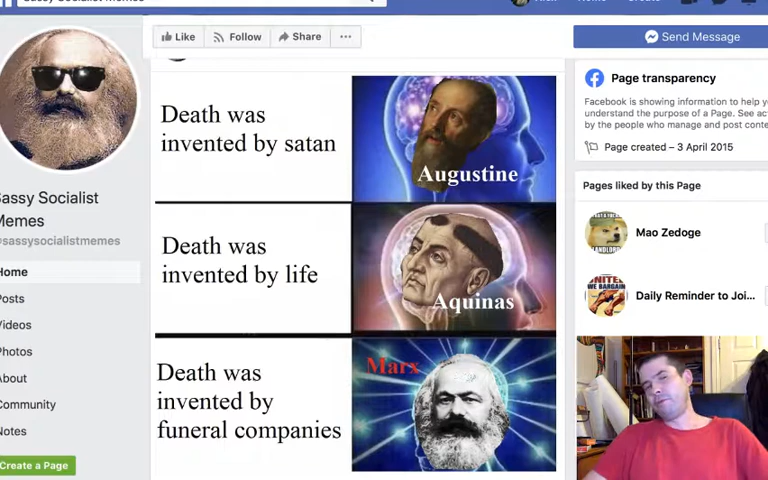 Like
Follow
Share
Send Message
Death was
invented by satan
Augustine
Death was
invented by life
Aquinas
Death was
invented by
funeral companies
Marx
Sassy Socialist
Memes
@sassysocialistmemes
Home
Posts
Videos
Photos
About
Community
Notes
Create a Page
Page transparency
Facebook is showing information to help
understand the purpose of a Page. See
by the people who manage and post
Page created – 3 April 2015
Pages liked by this Page
Mao Zedoge
LANDLORD
Daily Reminder to Joi...
WE BARGAIN